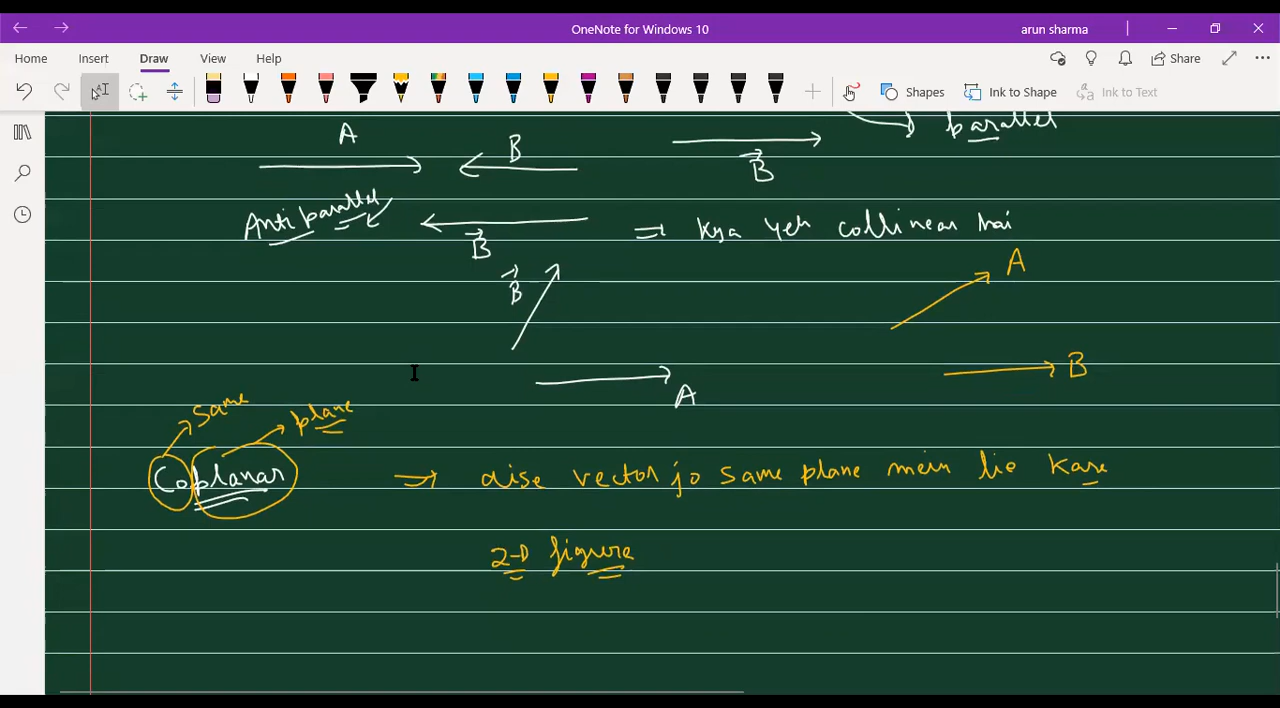 OneNote for Windows 10
arun sharma
Home Insert Draw View Help
Share
Shapes Ink to Shape Ink to Text
parallel
A B B
Anti parallel
B ⇒ Kya Yeh collinear hai
B A
A B
same plane
Coplanar → aise vector jo same plane mein lie kare
2-D figure